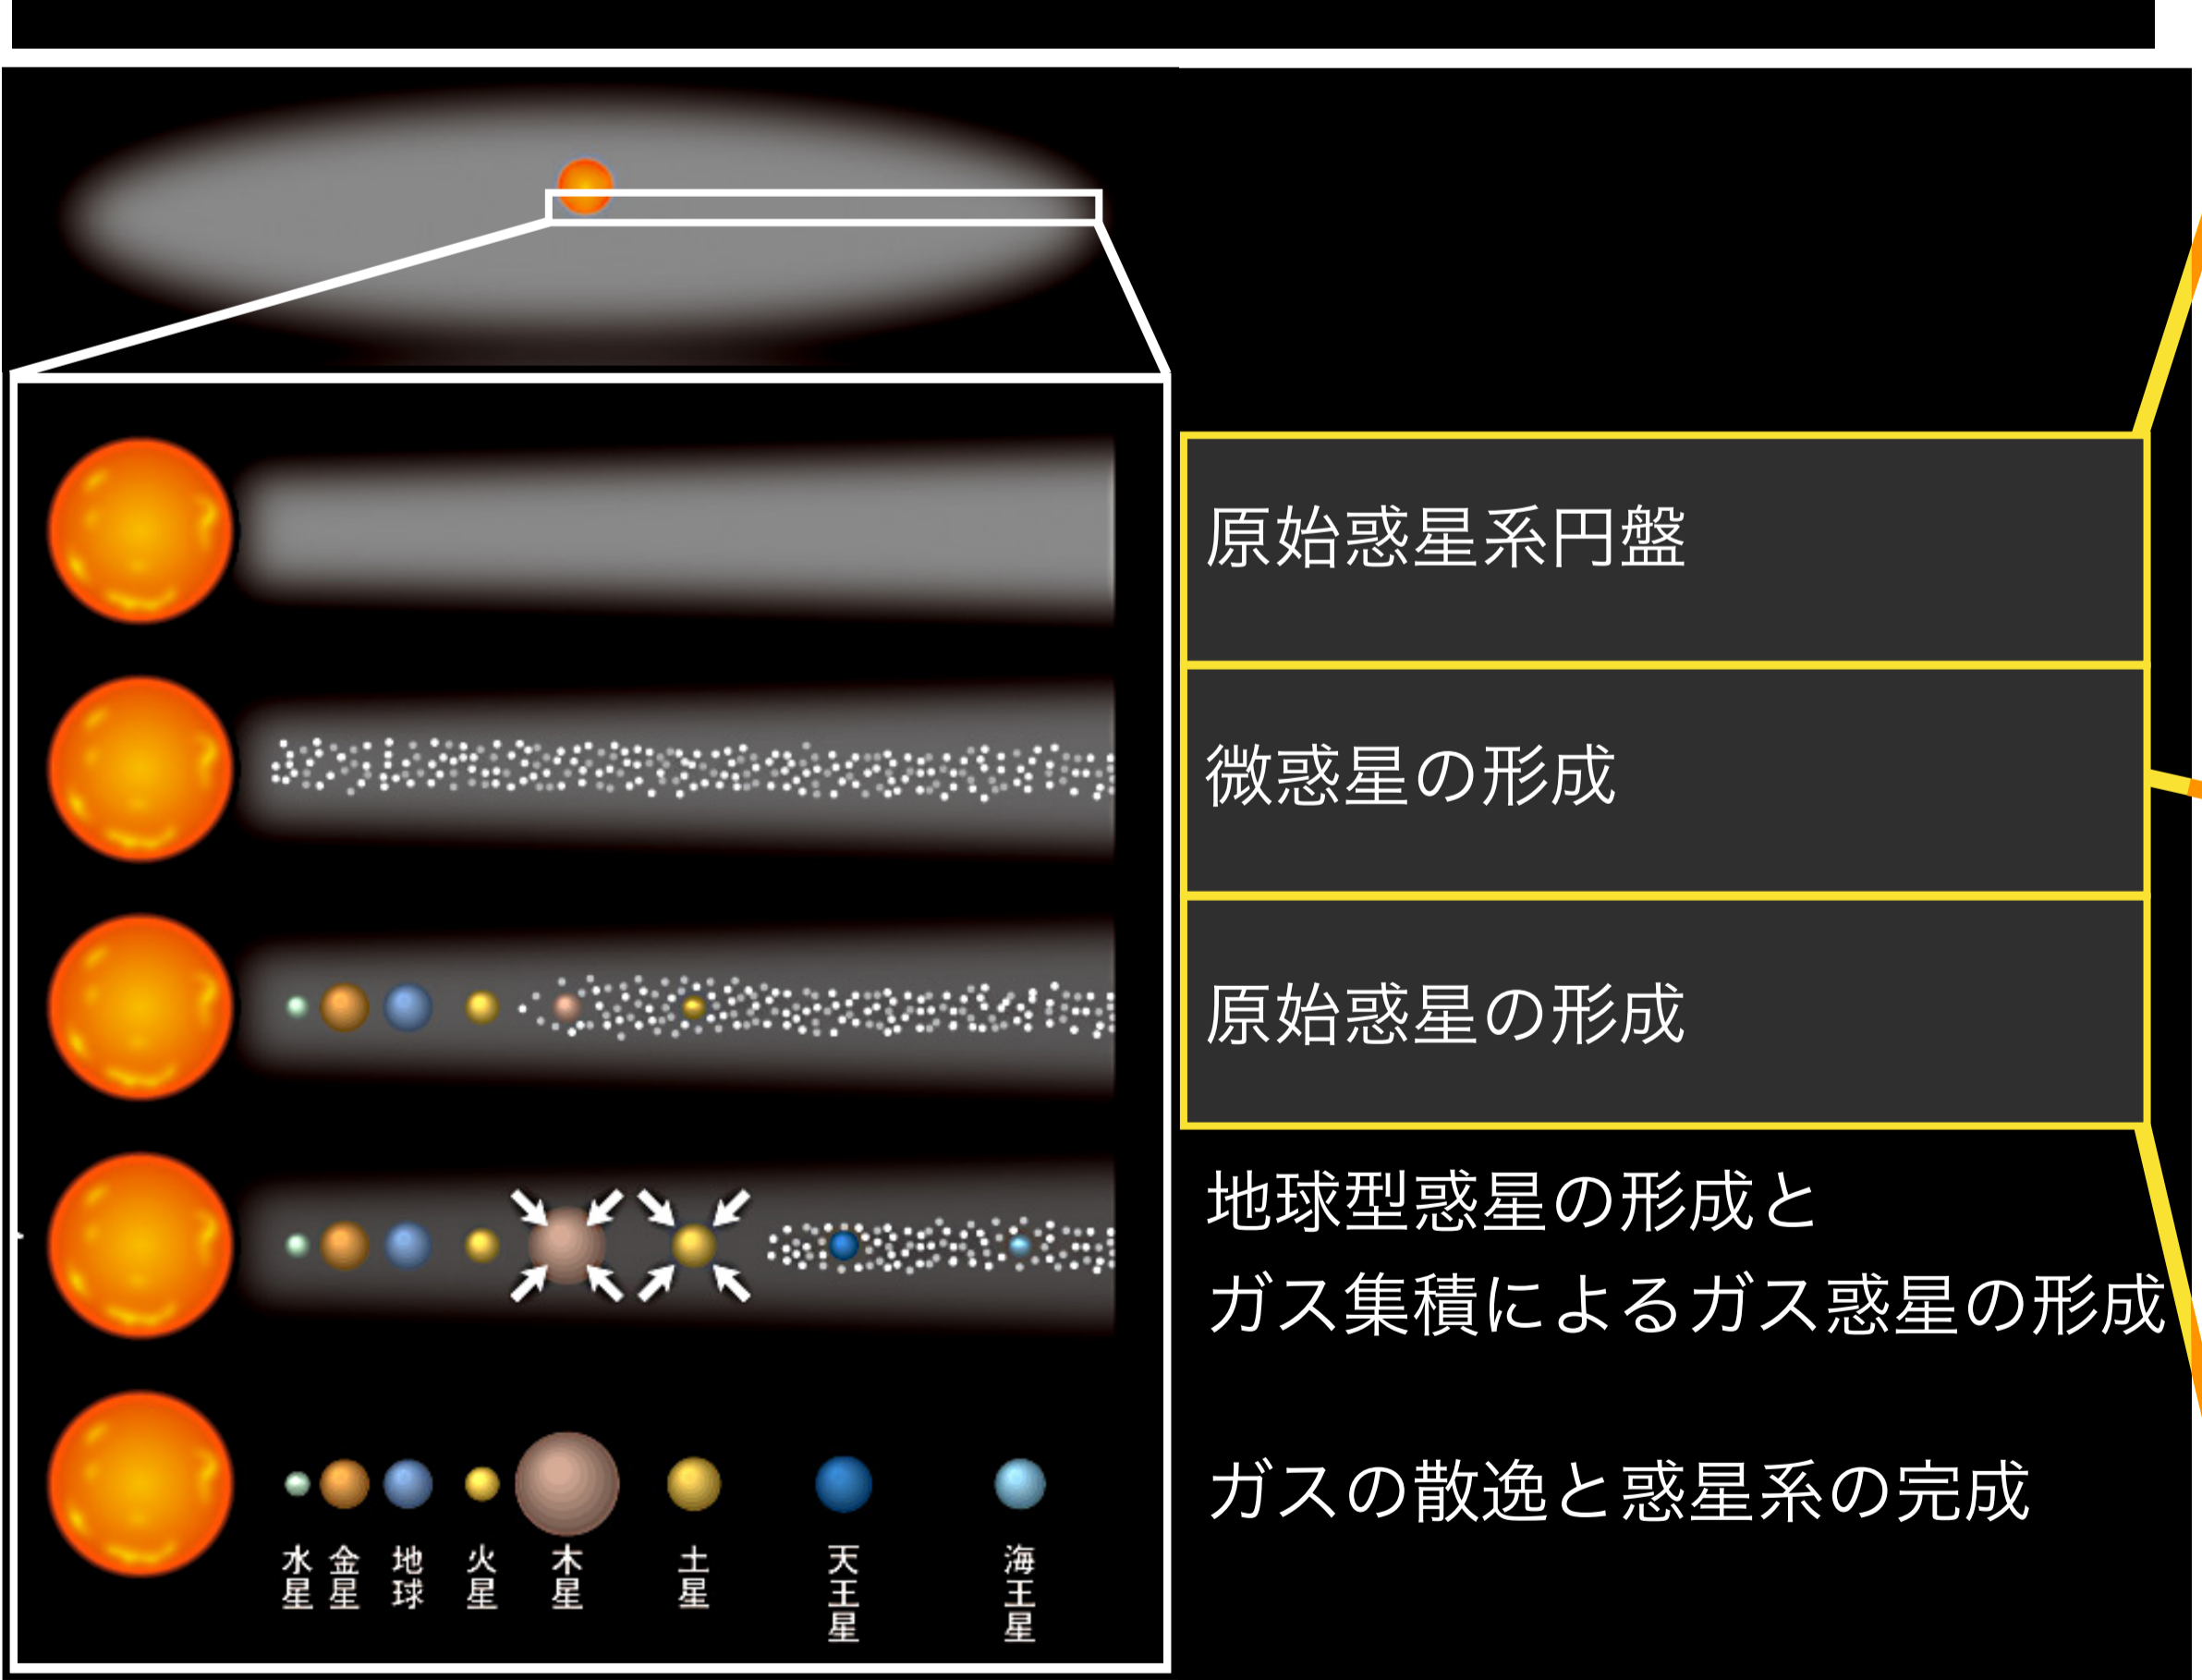 原始惑星系円盤
微惑星の形成
原始惑星の形成
地球型惑星の形成と
ガス集積によるガス惑星の形成
ガスの散逸と惑星系の完成
水星
金星
地球
火星
木星
土星
天王星
海王星